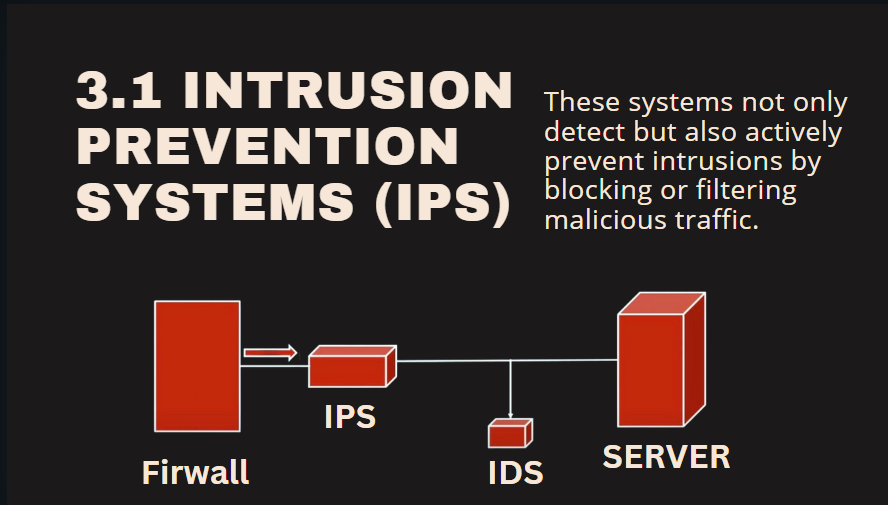 3.1 INTRUSION
PREVENTION
SYSTEMS (IPS)
These systems not only
detect but also actively
prevent intrusions by
blocking or filtering
malicious traffic.
IPS
Firwall
IDS
SERVER